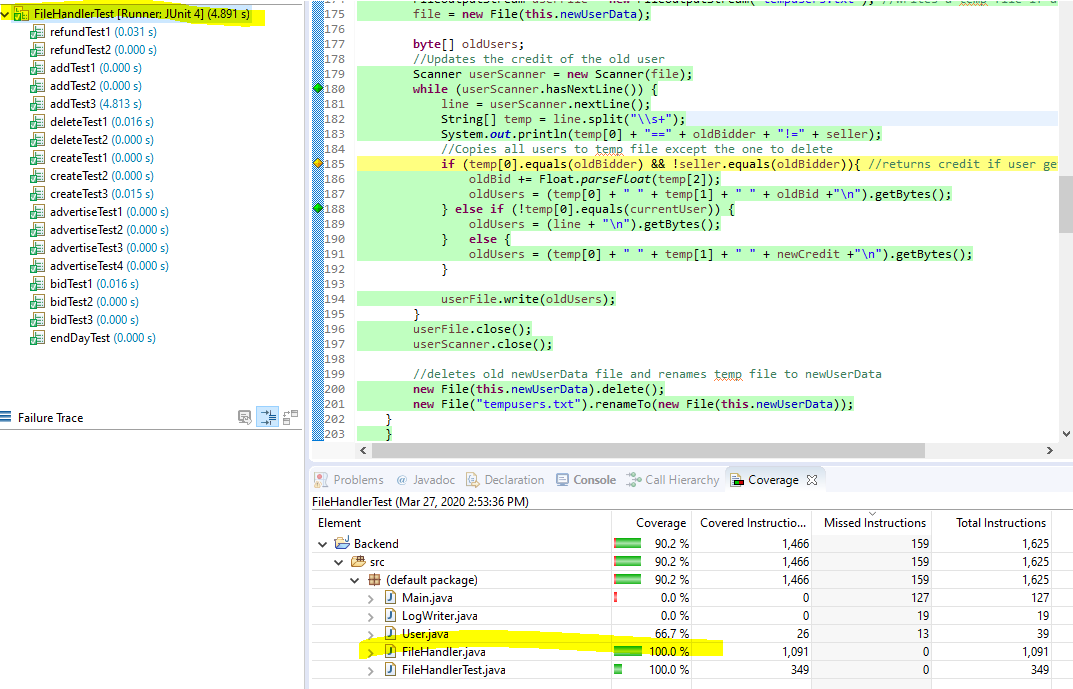 FileHandlerTest [Runner: JUnit 4] (4.891 s)
refundTest1 (0.031 s)
refundTest2 (0.000 s)
addTest1 (0.000 s)
addTest2 (0.000 s)
addTest3 (4.813 s)
deleteTest1 (0.016 s)
deleteTest2 (0.000 s)
createTest1 (0.000 s)
createTest2 (0.000 s)
createTest3 (0.015 s)
advertiseTest1 (0.000 s)
advertiseTest2 (0.000 s)
advertiseTest3 (0.000 s)
advertiseTest4 (0.000 s)
bidTest1 (0.016 s)
bidTest2 (0.000 s)
bidTest3 (0.000 s)
endDayTest (0.000 s)
Failure Trace
175 file = new File(this.newUserData);
176
177 byte[] oldUsers;
178 //Updates the credit of the old user
179 Scanner userScanner = new Scanner(file);
180 while (userScanner.hasNextLine()) {
181 line = userScanner.nextLine();
182 String[] temp = line.split("\\s+");
183 System.out.println(temp[0] + "==" + oldBidder + "!=" + seller);
184 //Copies all users to temp file except the one to delete
185 if (temp[0].equals(oldBidder) && !seller.equals(oldBidder)){ //returns credit if user ge
186 oldBid += Float.parseFloat(temp[2]);
187 oldUsers = (temp[0] + " " + temp[1] + " " + oldBid +"\n").getBytes();
188 } else if (!temp[0].equals(currentUser)) {
189 oldUsers = (line + "\n").getBytes();
190 } else {
191 oldUsers = (temp[0] + " " + temp[1] + " " + newCredit +"\n").getBytes();
192 }
193
194 userFile.write(oldUsers);
195 }
196 userFile.close();
197 userScanner.close();
198
199 //deletes old newUserData file and renames temp file to newUserData
200 new File(this.newUserData).delete();
201 new File("tempusers.txt").renameTo(new File(this.newUserData));
202 }
203 }
Problems @ Javadoc Declaration Console Call Hierarchy Coverage
FileHandlerTest (Mar 27, 2020 2:53:36 PM)
Element Coverage Covered Instructio... Missed Instructions Total Instructions
Backend 90.2 % 1,466 159 1,625
src 90.2 % 1,466 159 1,625
(default package) 90.2 % 1,466 159 1,625
Main.java 0.0 % 0 127 127
LogWriter.java 0.0 % 0 19 19
User.java 66.7 % 26 13 39
FileHandler.java 100.0 % 1,091 0 1,091
FileHandlerTest.java 100.0 % 349 0 349